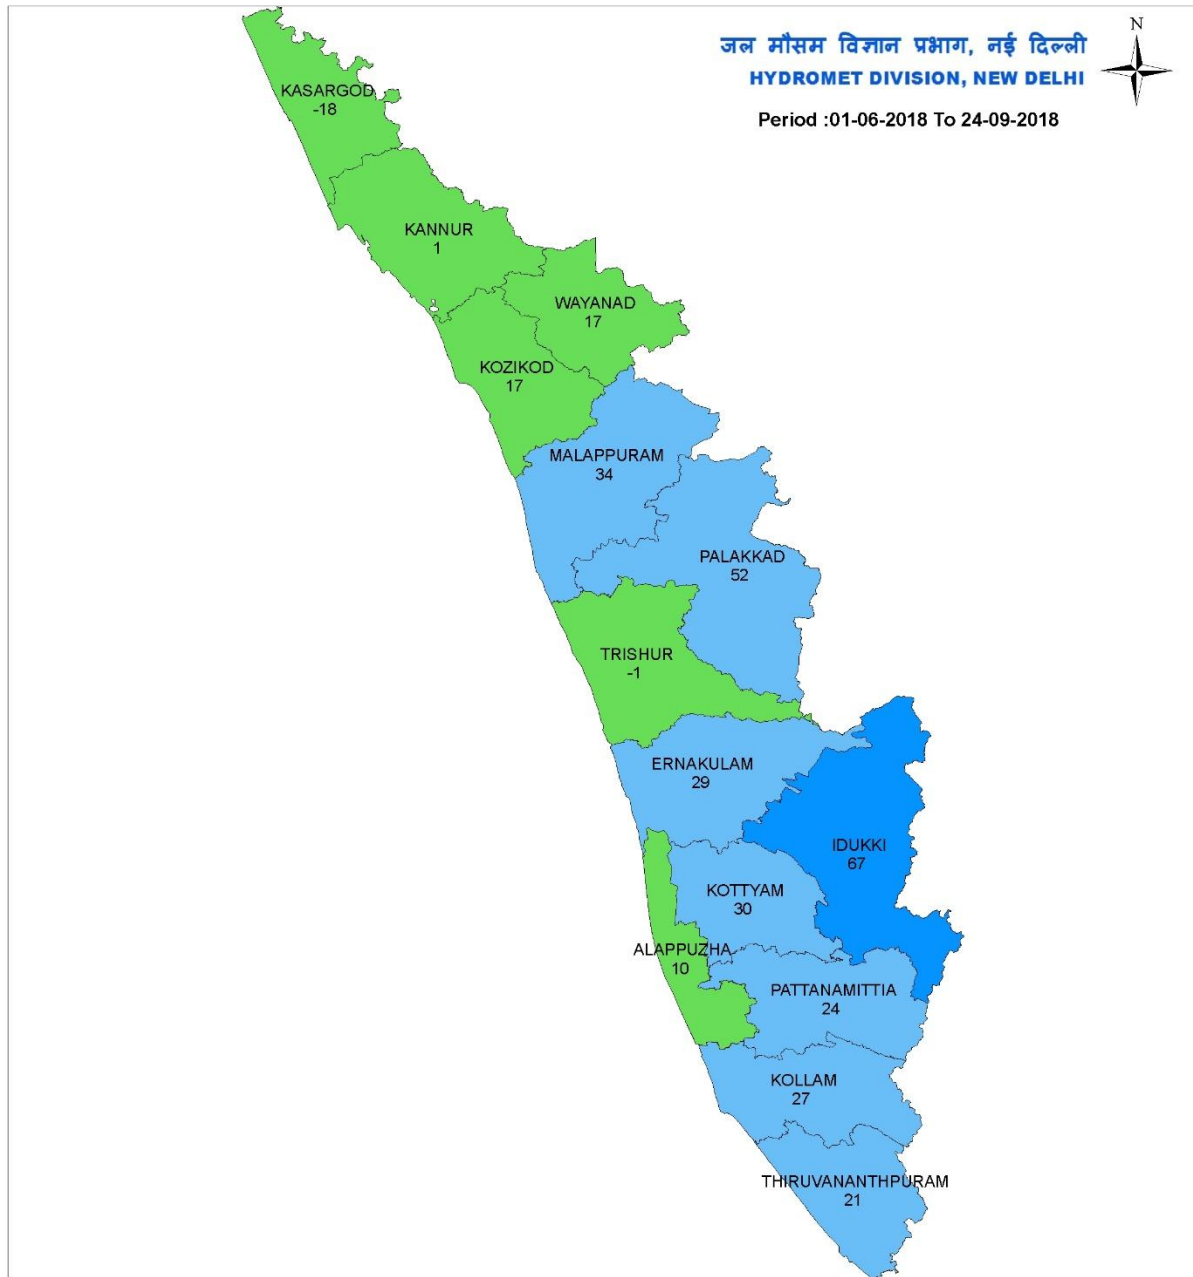 N
जल मौसम विज्ञान प्रभाग, नई दिल्ली
HYDROMET DIVISION, NEW DELHI
Period :01-06-2018 To 24-09-2018
KASARGOD
-18
KANNUR
1
WAYANAD
17
KOZIKOD
17
MALAPPURAM
34
PALAKKAD
52
TRISHUR
-1
ERNAKULAM
29
IDUKKI
67
KOTTYAM
30
ALAPPUZHA
10
PATTANAMITTIA
24
KOLLAM
27
THIRUVANANTHPURAM
21